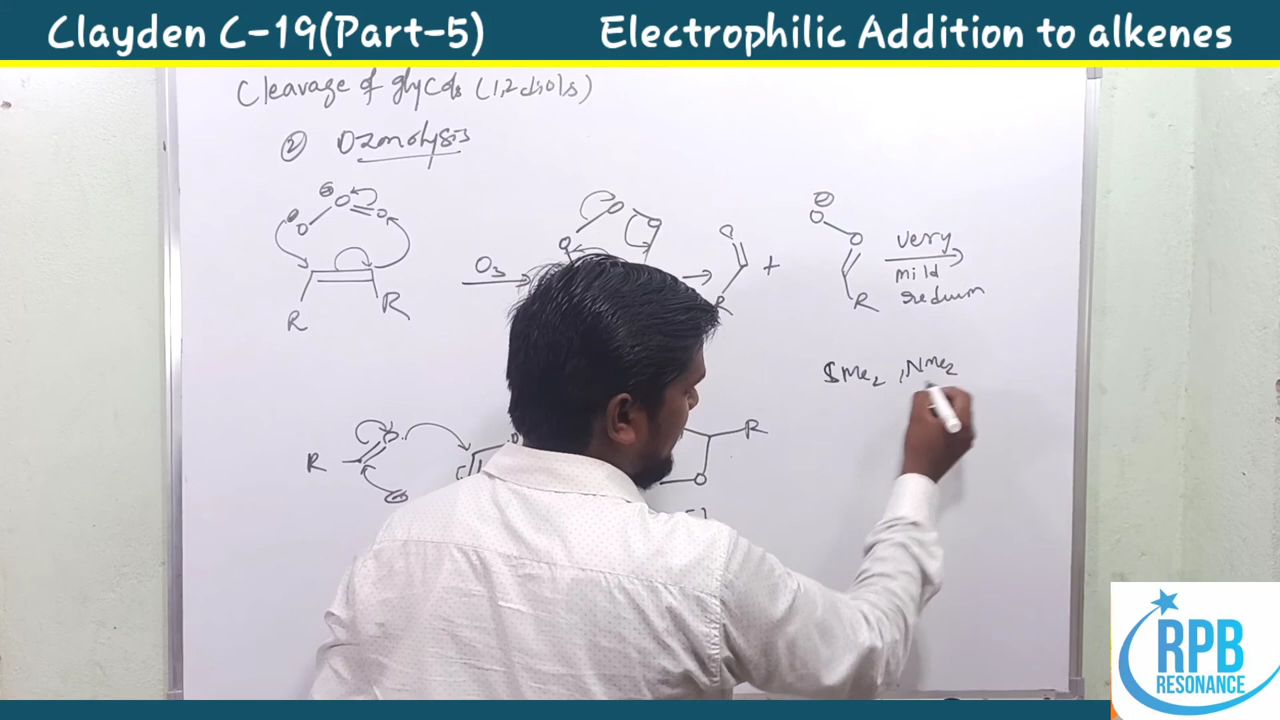 Clayden C-19(Part-5) Electrophilic Addition to alkenes
Cleavage of glycols (1,2 diols)
② Ozonolysis
⊖ O O O
R R
O₃
O O O
O R +
⊖ O O R
very
mild
SMe₂ , NMe₂
R O
R O
RPB
RESONANCE